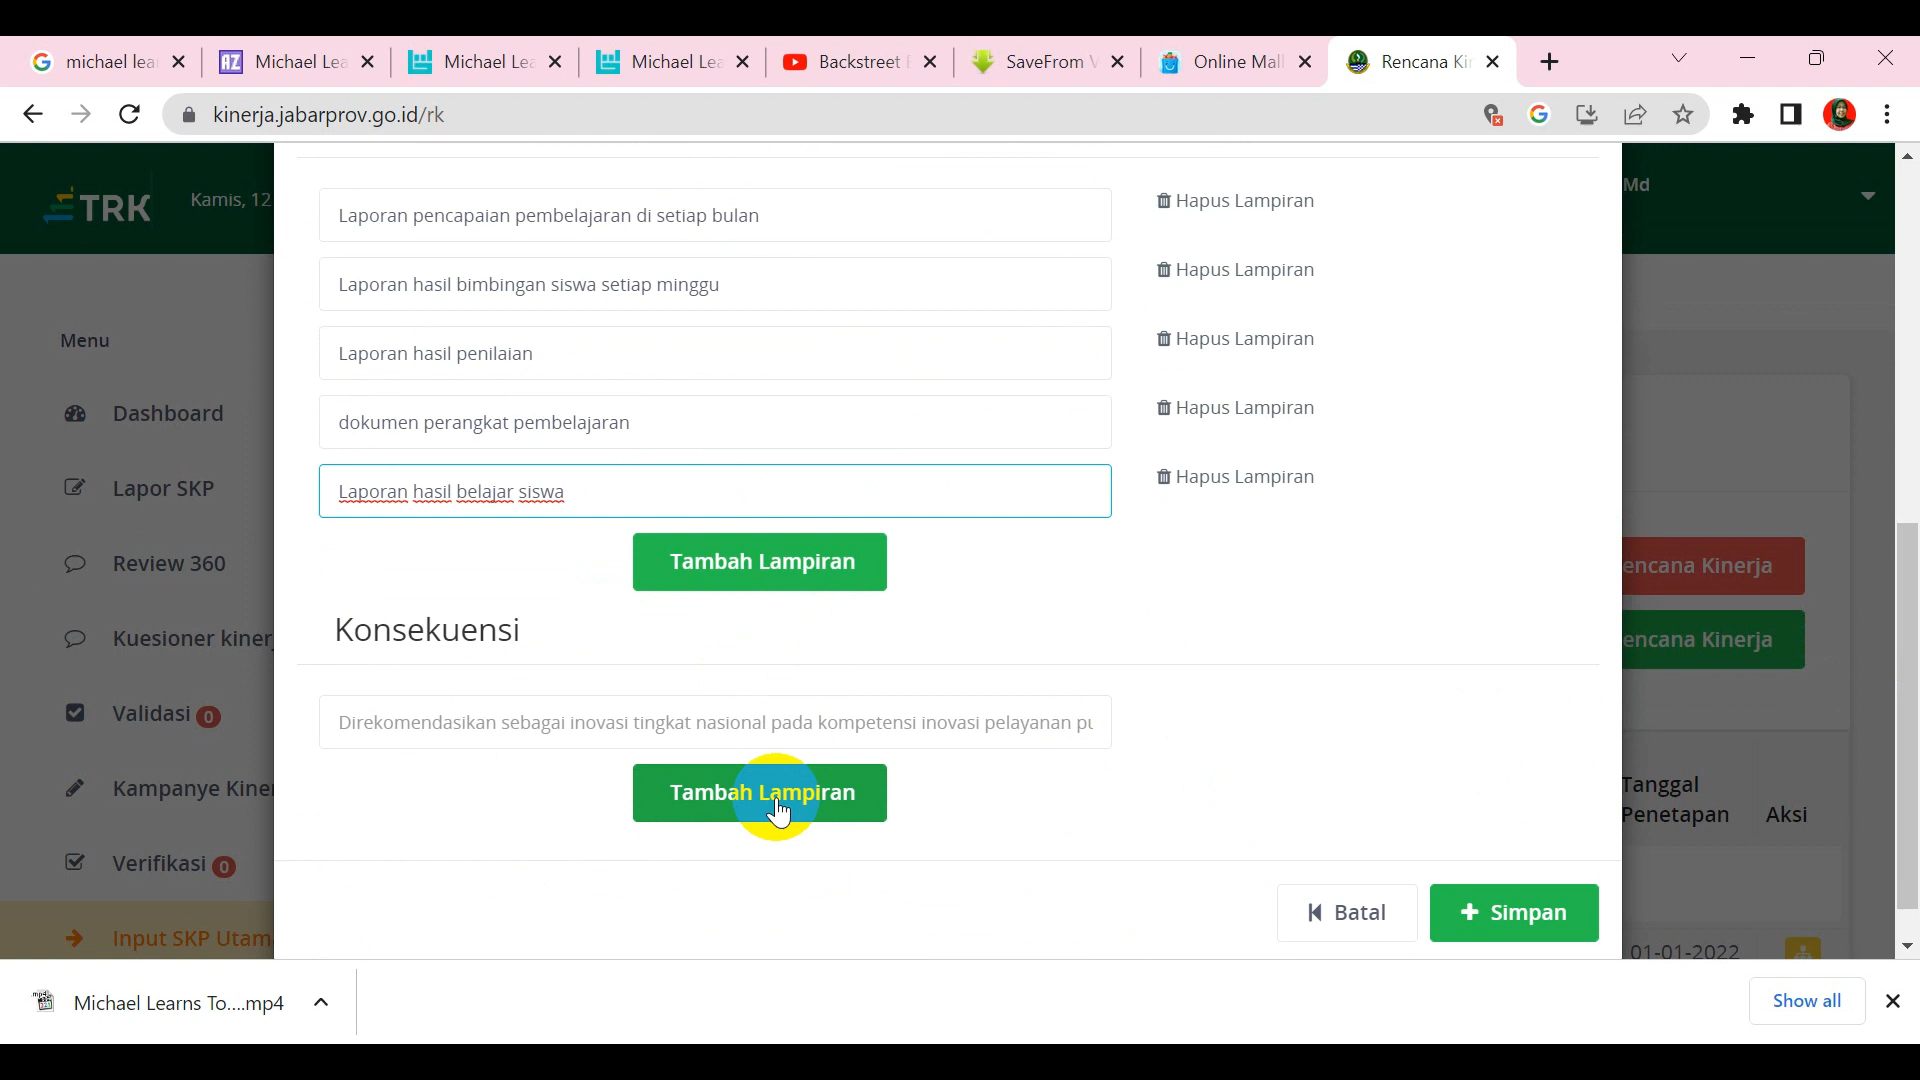 michael lea
Michael Lea
Michael Lea
Michael Lea
Backstreet
SaveFrom
Online Mall
Rencana Kin
kinerja.jabarprov.go.id/rk
TRK
Kamis, 12
Md
Menu
Dashboard
Lapor SKP
Review 360
Kuesioner kiner
Validasi 0
Kampanye Kine
Verifikasi 0
Input SKP Utam
Laporan pencapaian pembelajaran di setiap bulan
Hapus Lampiran
Laporan hasil bimbingan siswa setiap minggu
Hapus Lampiran
Laporan hasil penilaian
Hapus Lampiran
dokumen perangkat pembelajaran
Hapus Lampiran
Laporan hasil belajar siswa
Hapus Lampiran
Tambah Lampiran
Konsekuensi
Direkomendasikan sebagai inovasi tingkat nasional pada kompetensi inovasi pelayanan pu
Tambah Lampiran
Batal
Simpan
encana Kinerja
encana Kinerja
Tanggal
Penetapan
Aksi
01-01-2022
Michael Learns To....mp4
Show all